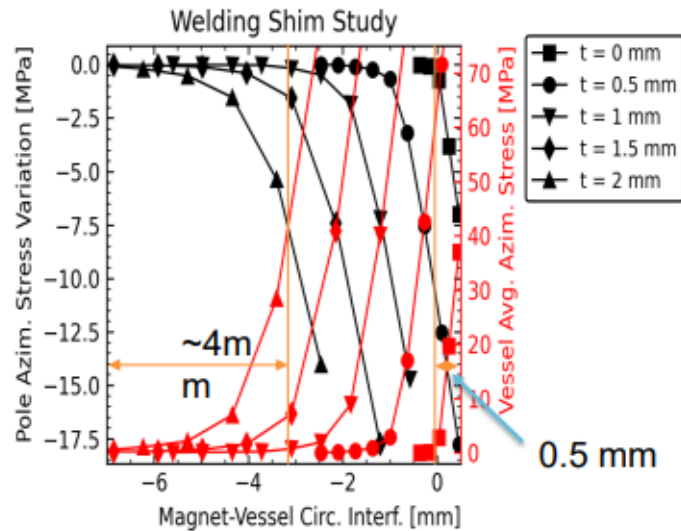 Welding Shim Study
Pole Azim. Stress Variation [MPa]
0.0
−2.5
−5.0
−7.5
−10.0
−12.5
−15.0
−17.5
~4m
m
70
60
50
40
30
20
10
0
Vessel Avg. Azim. Stress [MPa]
t = 0 mm
t = 0.5 mm
t = 1 mm
t = 1.5 mm
t = 2 mm
0.5 mm
−6
−4
−2
0
Magnet-Vessel Circ. Interf. [mm]